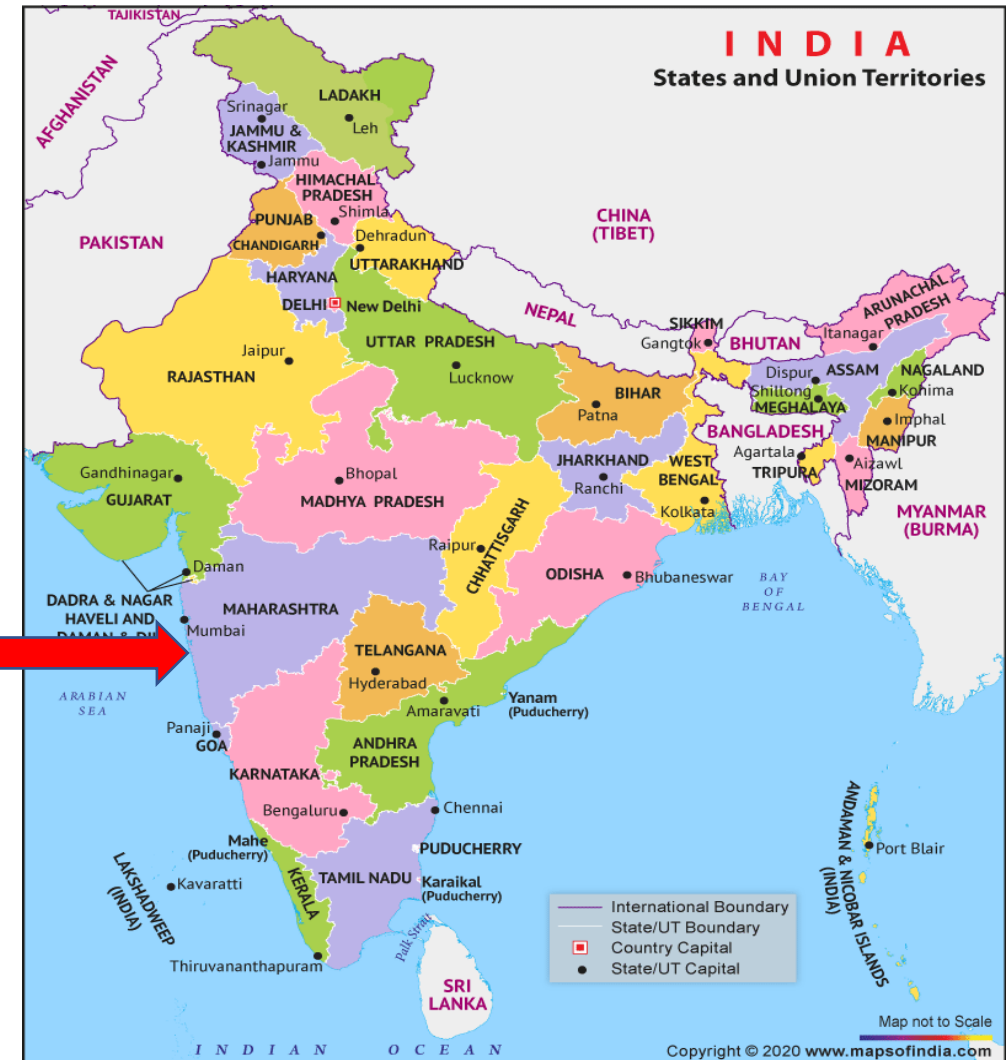 TAJIKISTAN
INDIA
States and Union Territories
AFGHANISTAN
LADAKH
Srinagar
Leh
JAMMU &
KASHMIR
Jammu
HIMACHAL
PRADESH
Shimla
CHINA
(TIBET)
PAKISTAN
PUNJAB
CHANDIGARH
Dehradun
UTTARAKHAND
HARYANA
DELHI
New Delhi
NEPAL
ARUNACHAL
PRADESH
SIKKIM
Gangtok
BHUTAN
Itanagar
Jaipur
RAJASTHAN
UTTAR PRADESH
Lucknow
BIHAR
Patna
Dispur
ASSAM
NAGALAND
Shillong
Kohima
MEGHALAYA
Imphal
MANIPUR
BANGLADESH
Agartala
TRIPURA
Aizawl
MIZORAM
Gandhinagar
GUJARAT
Bhopal
MADHYA PRADESH
JHARKHAND
Ranchi
WEST
BENGAL
Kolkata
MYANMAR
(BURMA)
Raipur
CHHATTISGARH
ODISHA
Bhubaneswar
BAY
OF
BENGAL
Daman
DADRA & NAGAR
HAVELI AND
DAMAN & DIU
MAHARASHTRA
Mumbai
TELANGANA
Hyderabad
ARABIAN
SEA
Amaravati
Yanam
(Puducherry)
Panaji
GOA
ANDHRA
PRADESH
KARNATAKA
Bengaluru
Chennai
Mahe
(Puducherry)
PUDUCHERRY
LAKSHADWEEP
(INDIA)
Kavaratti
KERALA
TAMIL NADU
Karaikal
(Puducherry)
ANDAMAN & NICOBAR ISLANDS
(INDIA)
Port Blair
Palk Strait
Thiruvananthapuram
SRI
LANKA
International Boundary
State/UT Boundary
Country Capital
State/UT Capital
Map not to Scale
INDIAN OCEAN
Copyright © 2020 www.mapsofindia.com